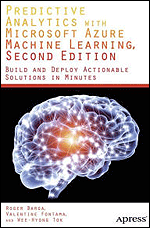 Predictive Analytics
with Microsoft Azure
Machine Learning,
Second Edition
Build and Deploy Actionable
Solutions in Minutes
Roger Barga,
Valentine Fontama,
and Wee-Hyong Tok
Apress®